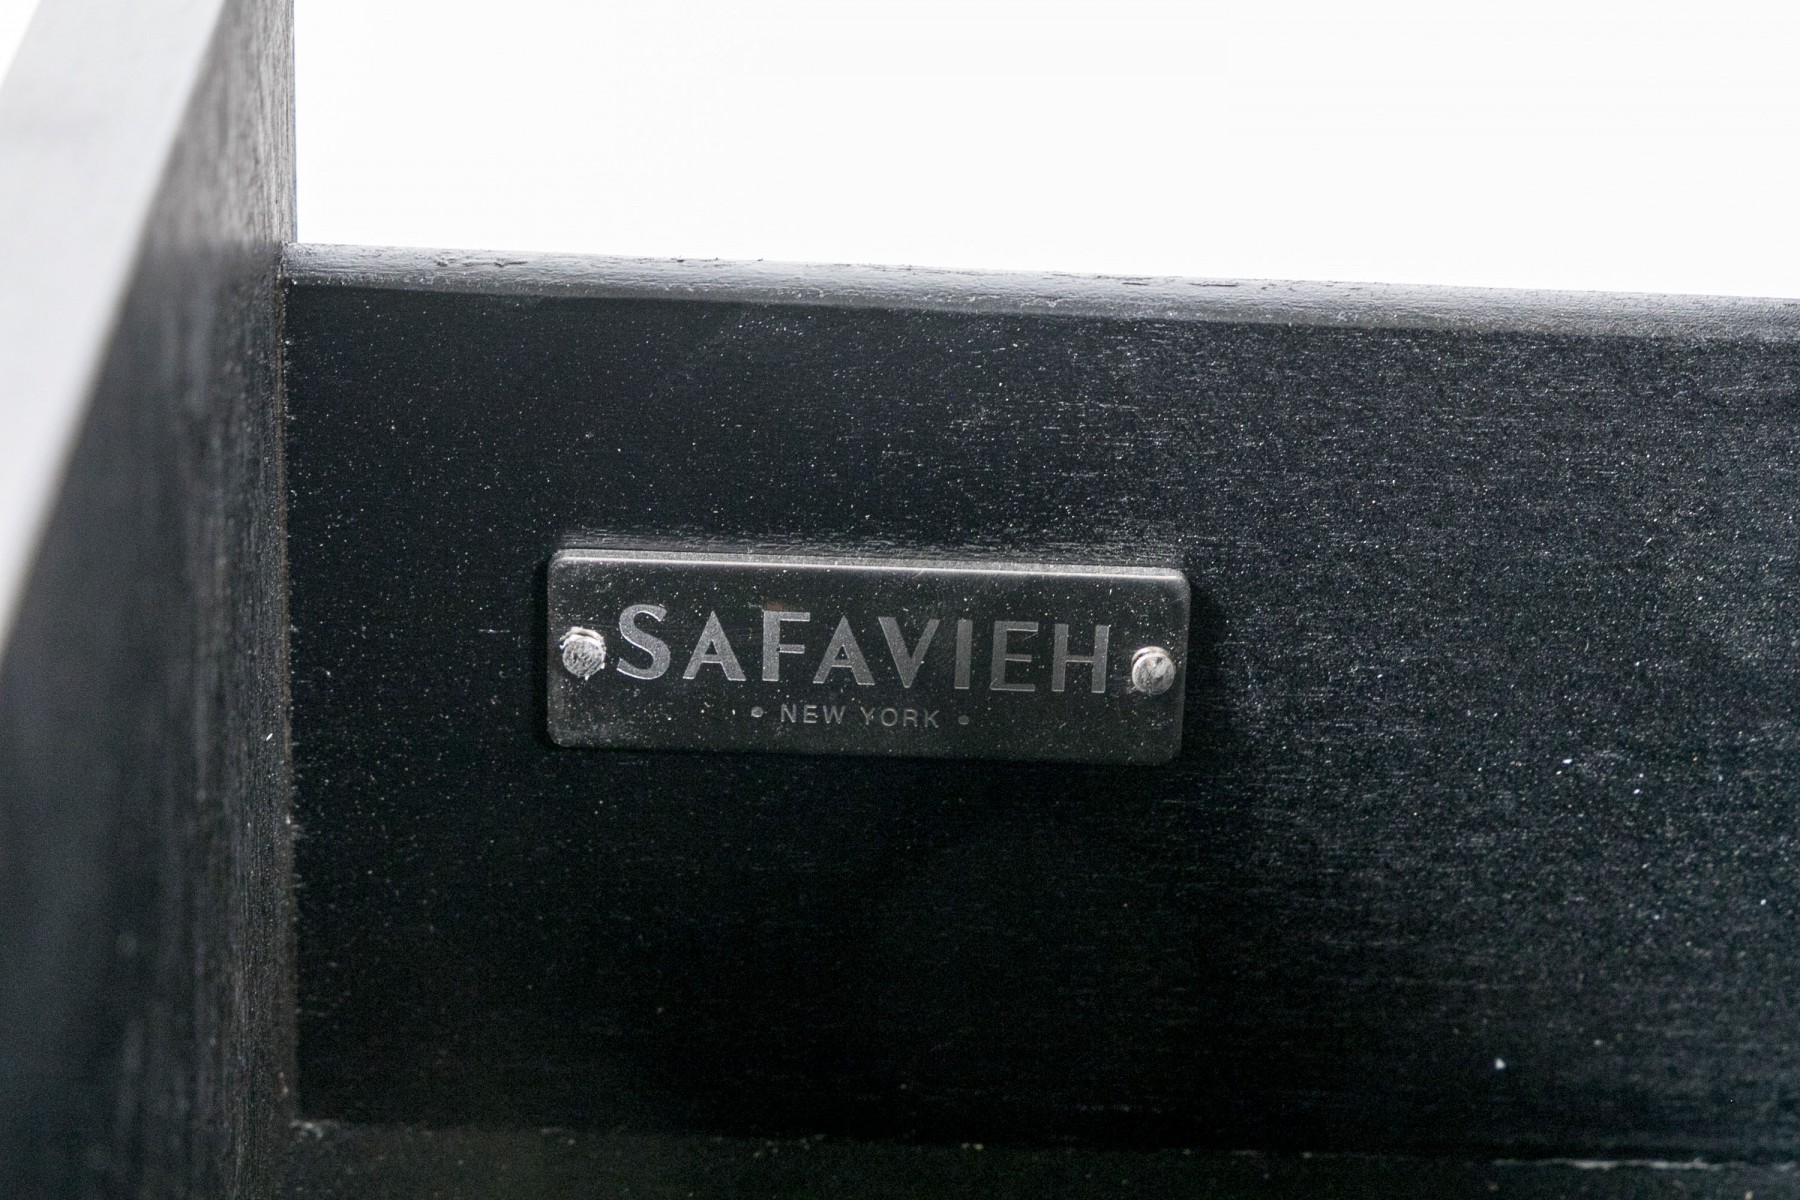 SAFAVIEH
• NEW YORK •